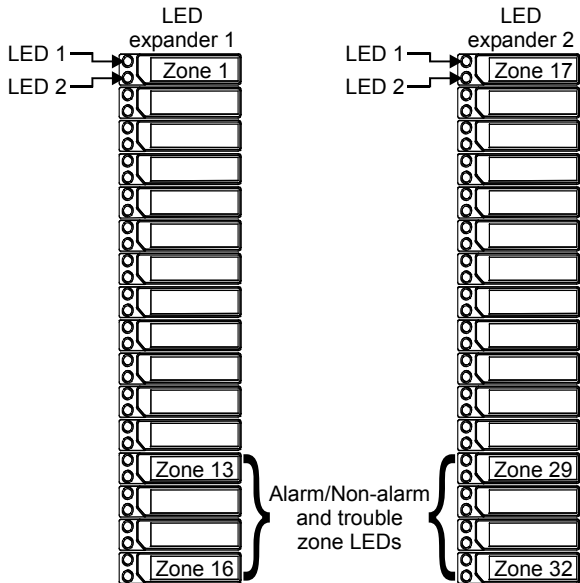 LED
expander 1
LED 1
LED 2
Zone 1
Zone 13
Zone 16
LED
expander 2
LED 1
LED 2
Zone 17
Zone 29
Zone 32
Alarm/Non-alarm
and trouble
zone LEDs